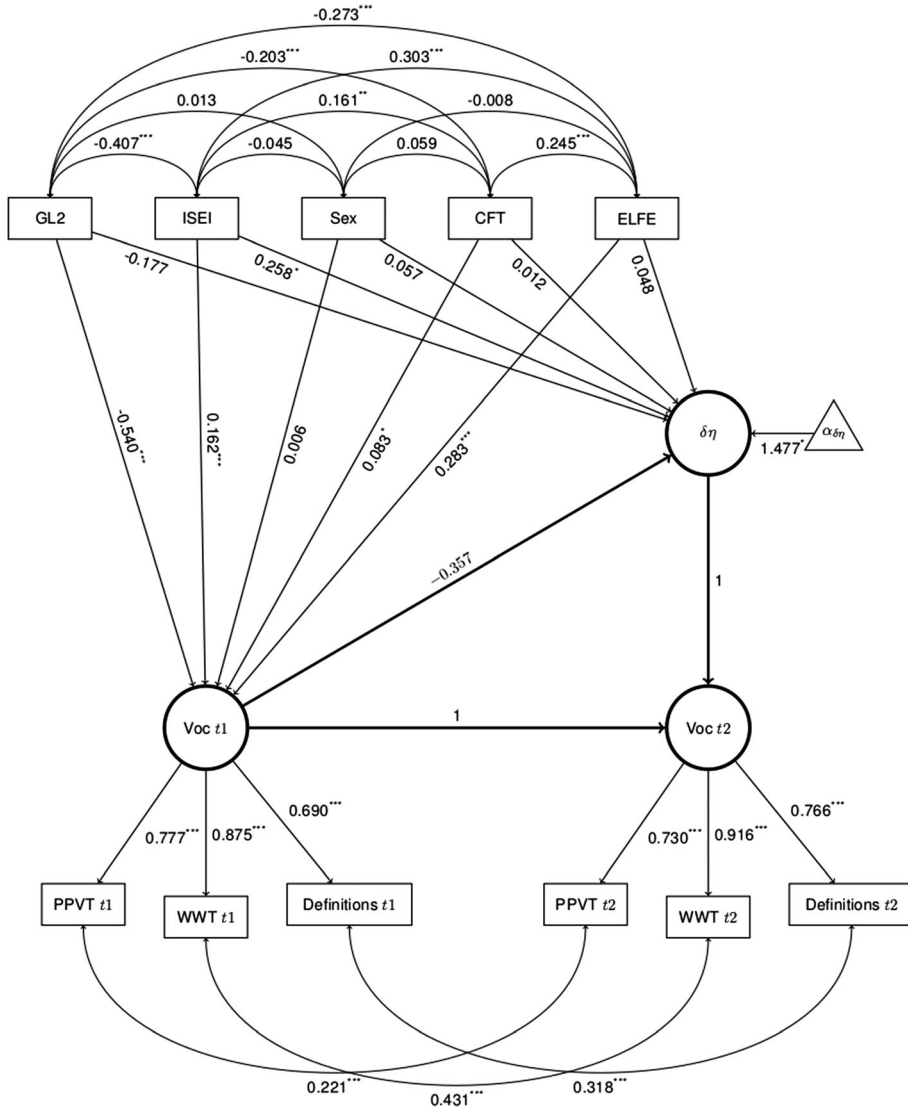 -0.273***
-0.203*** 0.303***
0.013 0.161** -0.008
-0.407*** -0.045 0.059 0.245***
GL2 ISEI Sex CFT ELFE
-0.177 0.258* 0.057 0.012 0.048
-0.540*** 0.162*** 0.006 0.083* 0.283***
δη
α_δη
1.477*
-0.357
1
Voc t1 1 Voc t2
0.777*** 0.875*** 0.690*** 0.730*** 0.916*** 0.766***
PPVT t1 WWT t1 Definitions t1 PPVT t2 WWT t2 Definitions t2
0.221*** 0.431*** 0.318***